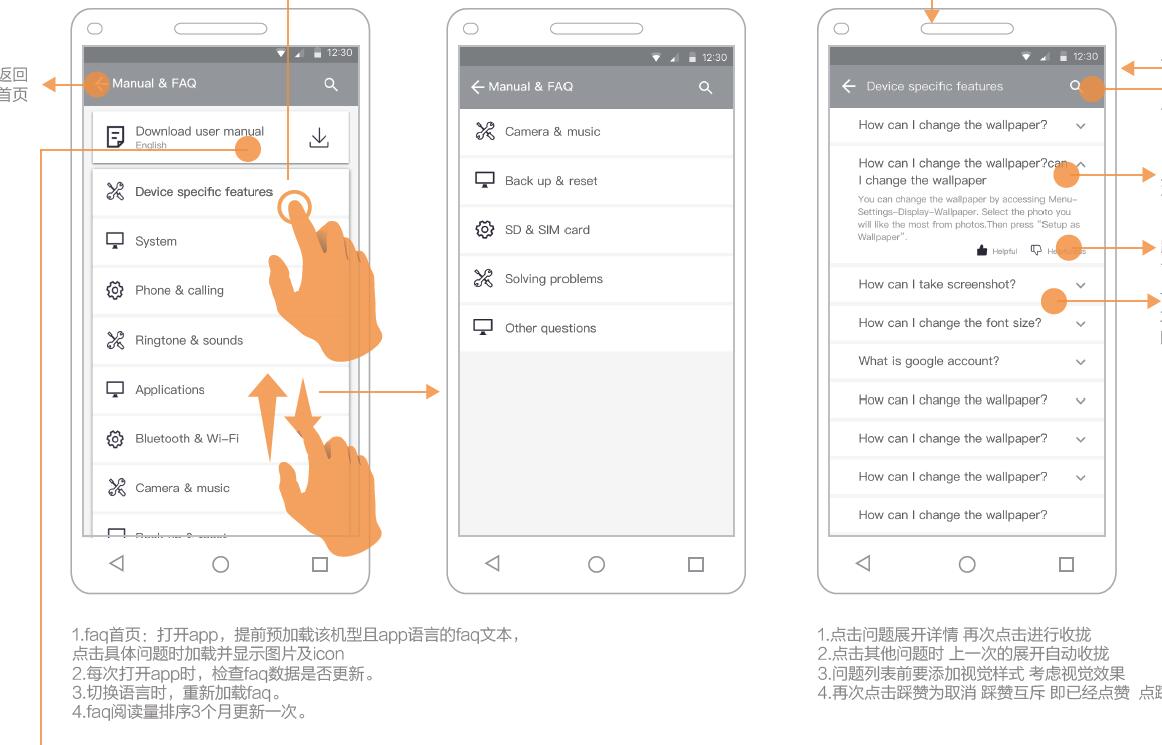 返回
首页
12:30
Manual & FAQ
Download user manual
English
Device specific features
System
Phone & calling
Ringtone & sounds
Applications
Bluetooth & Wi-Fi
Camera & music
Back up & reset
12:30
Manual & FAQ
Camera & music
Back up & reset
SD & SIM card
Solving problems
Other questions
12:30
Device specific features
How can I change the wallpaper?
How can I change the wallpaper?can
I change the wallpaper
You can change the wallpaper by accessing Menu-
Settings-Display-Wallpaper. Select the photo you
will like the most from photos.Then press "Setup as
Wallpaper".
Helpful
How can I take screenshot?
How can I change the font size?
What is google account?
How can I change the wallpaper?
How can I change the wallpaper?
How can I change the wallpaper?
How can I change the wallpaper?
1.faq首页：打开app，提前预加载该机型且app语言的faq文本，
点击具体问题时加载并显示图片及icon
2.每次打开app时，检查faq数据是否更新。
3.切换语言时，重新加载faq。
4.faq阅读量排序3个月更新一次。
1.点击问题展开详情 再次点击进行收拢
2.点击其他问题时 上一次的展开自动收拢
3.问题列表前要添加视觉样式 考虑视觉效果
4.再次点击踩赞为取消 踩赞互斥 即已经点赞 点踩